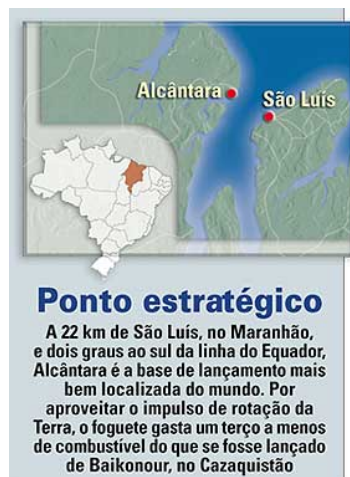 Alcântara
São Luís
Ponto estratégico
A 22 km de São Luís, no Maranhão,
e dois graus ao sul da linha do Equador,
Alcântara é a base de lançamento mais
bem localizada do mundo. Por
aproveitar o impulso de rotação da
Terra, o foguete gasta um terço a menos
de combustível do que se fosse lançado
de Baikonour, no Cazaquistão